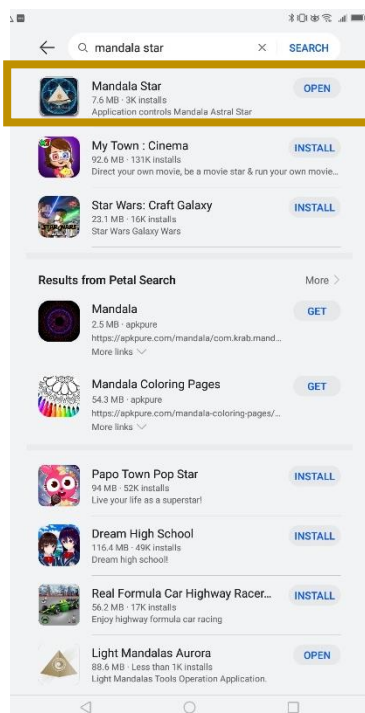 mandala star
SEARCH
Mandala Star
7.6 MB · 3K installs
Application controls Mandala Astral Star
OPEN
My Town : Cinema
92.6 MB · 131K installs
Direct your own movie, be a movie star & run your own movie...
INSTALL
Star Wars: Craft Galaxy
23.1 MB · 16K installs
Star Wars Galaxy Wars
INSTALL
Results from Petal Search
More
Mandala
2.5 MB · apkpure
https://apkpure.com/mandala/com.krab.mand...
More links
GET
Mandala Coloring Pages
54.3 MB · apkpure
https://apkpure.com/mandala-coloring-pages/...
More links
GET
Papo Town Pop Star
94 MB · 52K installs
Live your life as a superstar!
INSTALL
Dream High School
116.4 MB · 49K installs
Dream high school!
INSTALL
Real Formula Car Highway Racer...
56.2 MB · 17K installs
Enjoy highway formula car racing
INSTALL
Light Mandalas Aurora
88.6 MB · Less than 1K installs
Light Mandalas Tools Operation Application.
OPEN